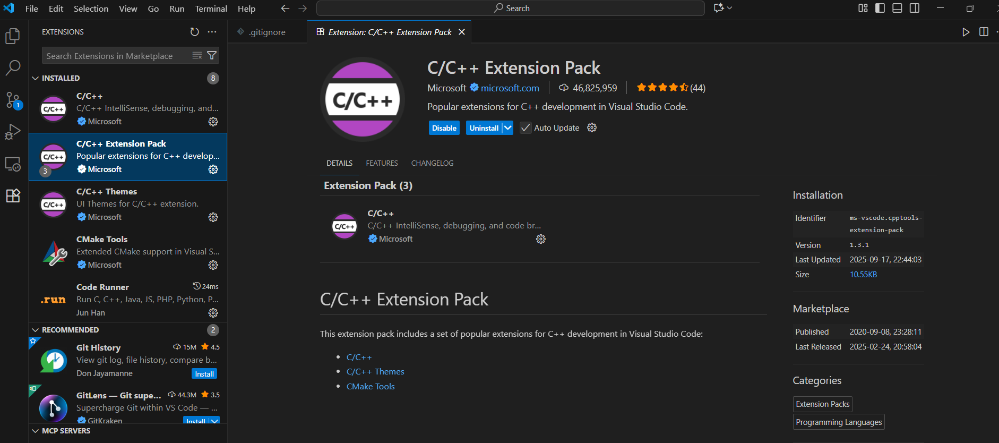 File Edit Selection View Go Run Terminal Help
Search
EXTENSIONS
Search Extensions in Marketplace
INSTALLED 8
C/C++
C/C++ IntelliSense, debugging, and...
Microsoft
1
C/C++ Extension Pack
Popular extensions for C++ develop...
Microsoft
3
C/C++ Themes
UI Themes for C/C++ extension.
Microsoft
CMake Tools
Extended CMake support in Visual S...
Microsoft
Code Runner 24ms
.run
Run C, C++, Java, JS, PHP, Python, P...
Jun Han
RECOMMENDED 2
Git History 15M 4.5
View git log, file history, compare b...
Don Jayamanne Install
GitLens — Git supe... 44.3M 3.5
Supercharge Git within VS Code — ...
GitKraken Install
MCP SERVERS
.gitignore
Extension: C/C++ Extension Pack
C/C++
C/C++ Extension Pack
Microsoft microsoft.com 46,825,959 (44)
Popular extensions for C++ development in Visual Studio Code.
Disable Uninstall Auto Update
DETAILS FEATURES CHANGELOG
Extension Pack (3)
C/C++
C/C++
C/C++ IntelliSense, debugging, and code br...
Microsoft
C/C++ Extension Pack
This extension pack includes a set of popular extensions for C++ development in Visual Studio Code:
• C/C++
• C/C++ Themes
• CMake Tools
Installation
Identifier ms-vscode.cpptools-
extension-pack
Version 1.3.1
Last Updated 2025-09-17, 22:44:03
Size 10.55KB
Marketplace
Published 2020-09-08, 23:28:11
Last Released 2025-02-24, 20:58:04
Categories
Extension Packs
Programming Languages